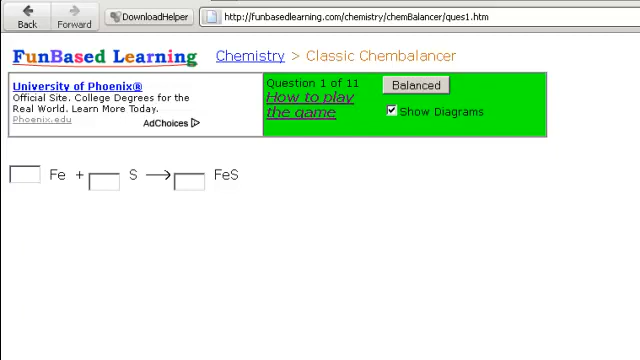 Back
Forward
DownloadHelper
http://funbasedlearning.com/chemistry/chemBalancer/ques1.htm
FunBased Learning
Chemistry > Classic Chembalancer
University of Phoenix®
Official Site. College Degrees for the
Real World. Learn More Today.
Phoenix.edu
AdChoices
Question 1 of 11
How to play
the game
Balanced
Show Diagrams
Fe + S → FeS